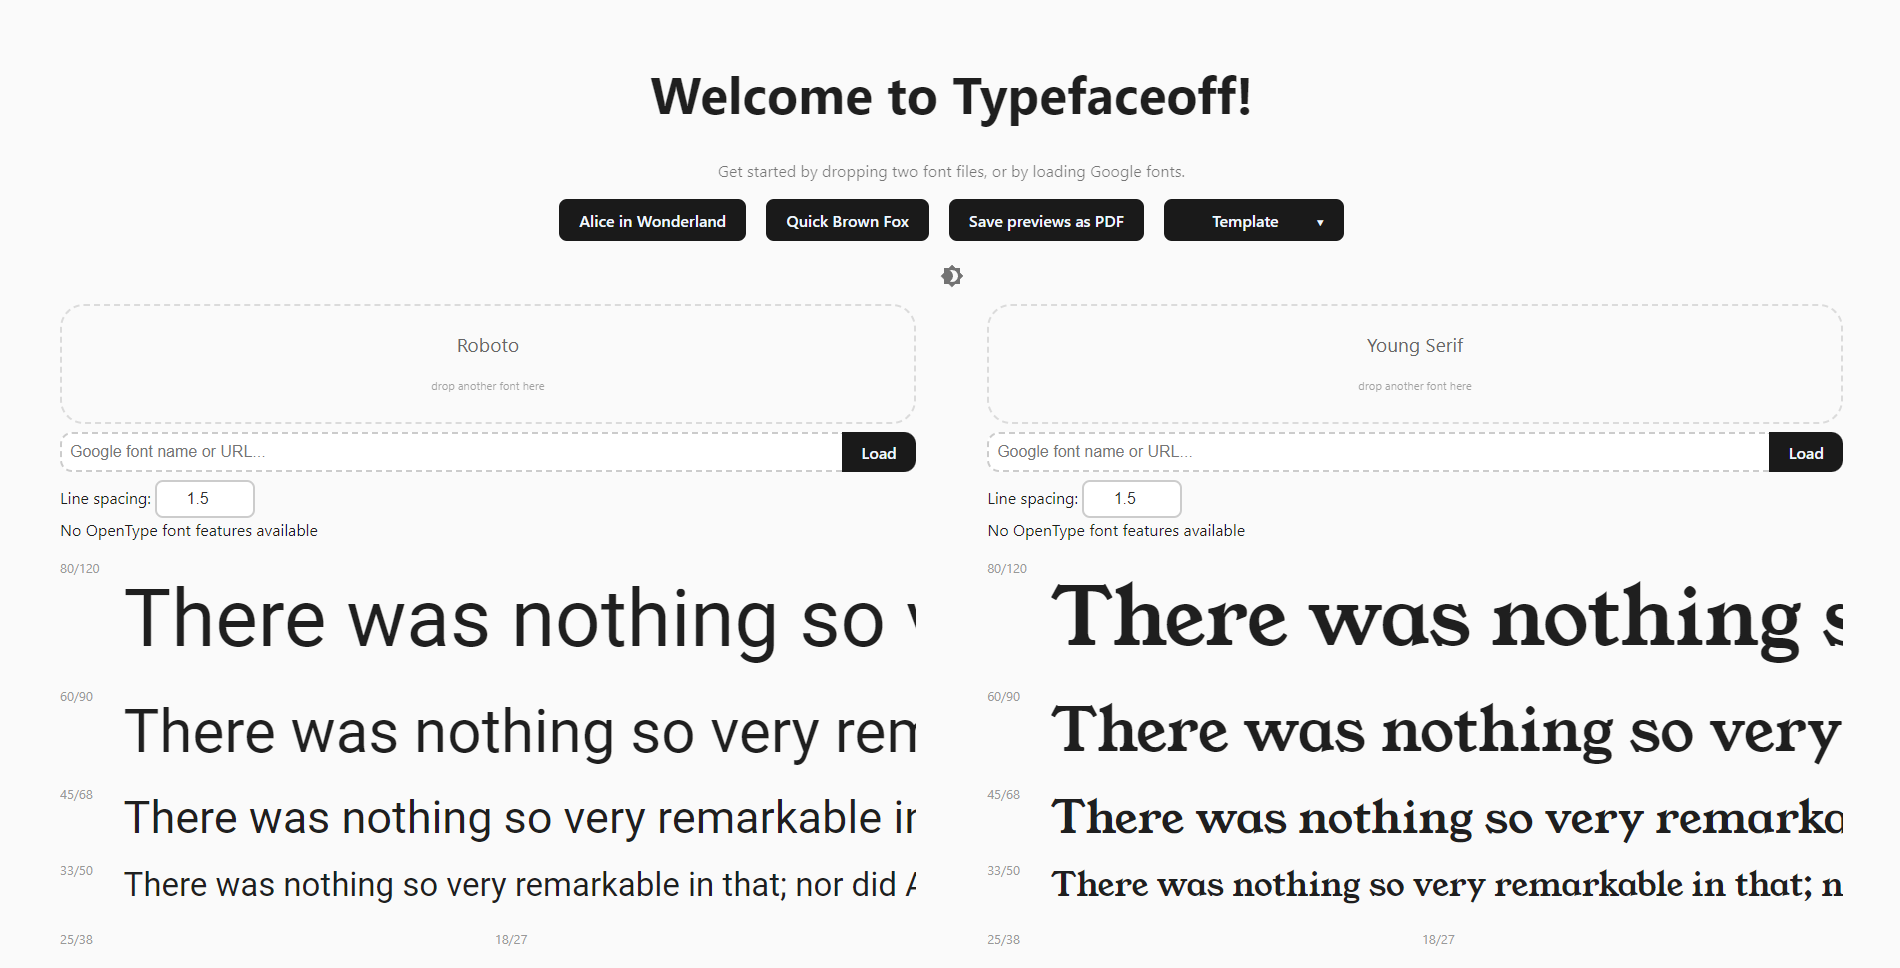 Welcome to Typefaceoff!
Get started by dropping two font files, or by loading Google fonts.
Alice in Wonderland
Quick Brown Fox
Save previews as PDF
Template
Roboto
drop another font here
Google font name or URL...
Load
Line spacing: 1.5
No OpenType font features available
80/120
There was nothing so
60/90
There was nothing so very rem
45/68
There was nothing so very remarkable in
33/50
There was nothing so very remarkable in that; nor did A
25/38
18/27
Young Serif
drop another font here
Google font name or URL...
Load
Line spacing: 1.5
No OpenType font features available
80/120
There was nothing s
60/90
There was nothing so very
45/68
There was nothing so very remarka
33/50
There was nothing so very remarkable in that; n
25/38
18/27